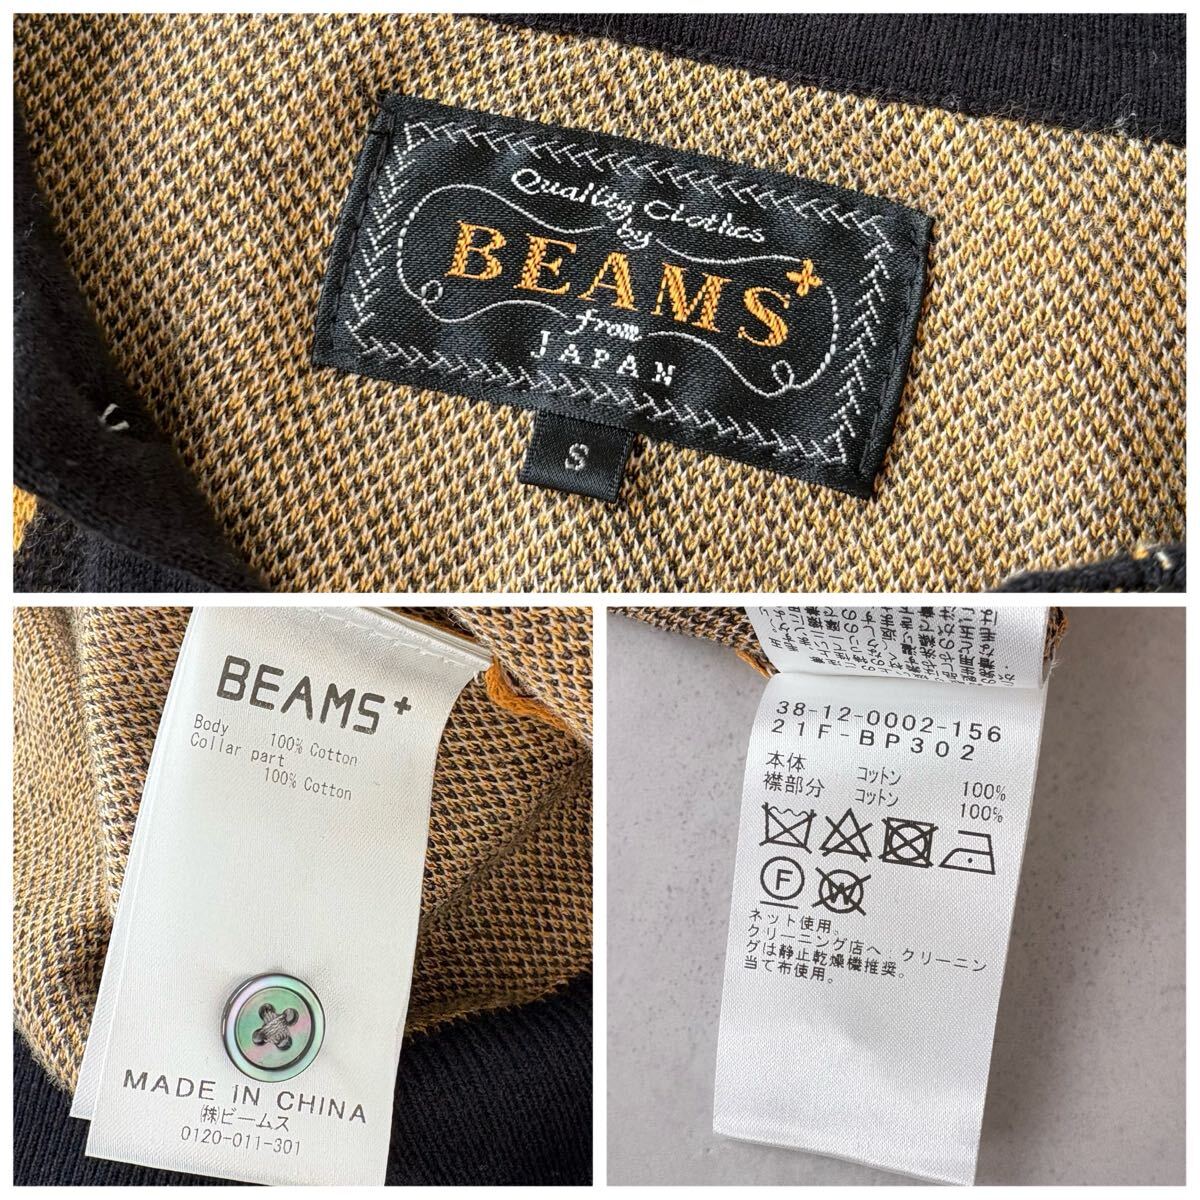 Quality Clothes
by
BEAMS+
from
JAPAN
S
BEAMS+
Body 100% Cotton
Collar part
100% Cotton
MADE IN CHINA
㈱ビームス
0120-011-301
38-12-0002-156
21F-BP302
本体 コットン 100%
襟部分 コットン 100%
F
W
ネット使用。
クリーニング店へ、クリーニン
グは静止乾燥機推奨。
当て布使用。